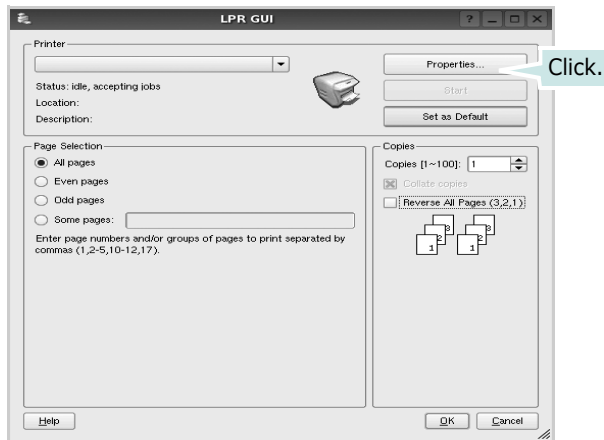 LPR GUI
Printer
Properties...
Click.
Status: idle, accepting jobs
Start
Location:
Description:
Set as Default
Page Selection
Copies
All pages
Copies [1~100]: 1
Even pages
Collate copies
Odd pages
Reverse All Pages (3,2,1)
Some pages:
Enter page numbers and/or groups of pages to print separated by
commas (1,2-5,10-12,17).
3 3
2 2
1 1
Help
OK
Cancel